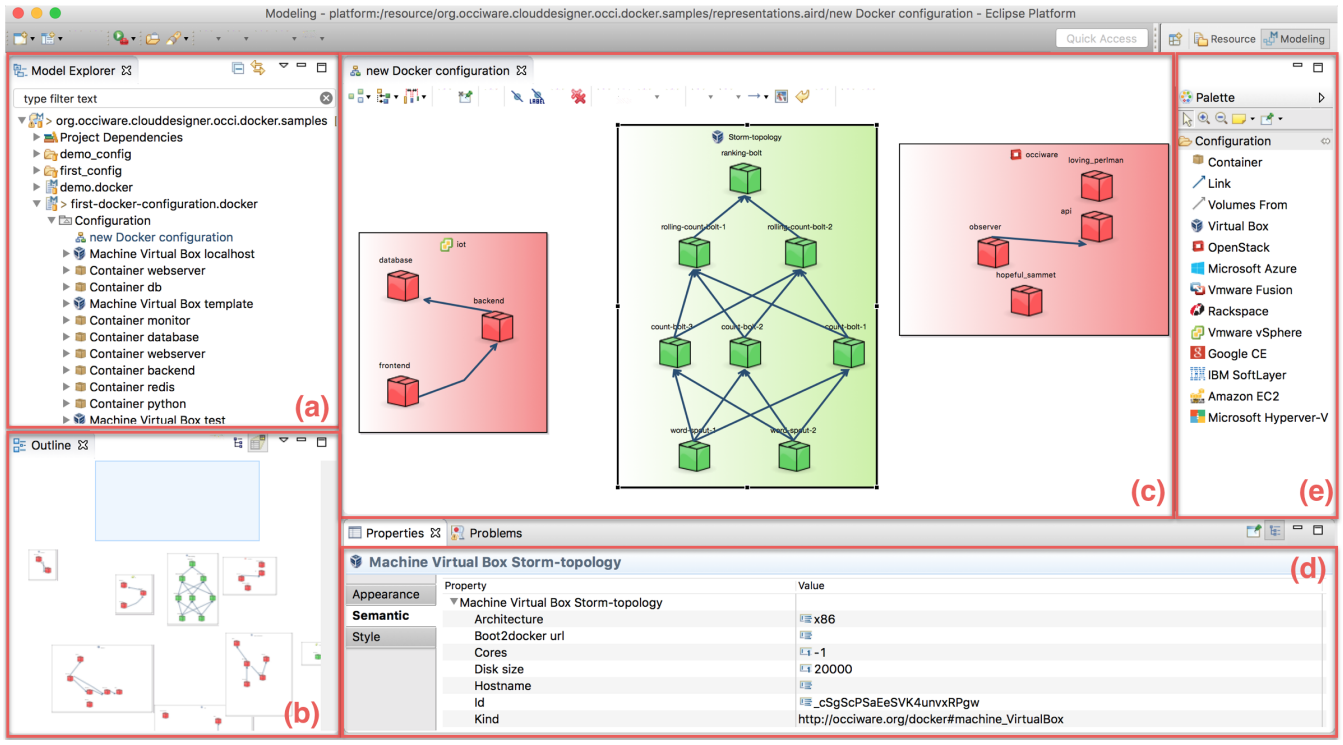 Modeling - platform:/resource/org.occiware.clouddesigner.occi.docker.samples/representations.aird/new Docker configuration - Eclipse Platform
Quick Access
Resource
Modeling
Model Explorer
type filter text
> org.occiware.clouddesigner.occi.docker.samples
Project Dependencies
demo_config
first_config
demo.docker
> first-docker-configuration.docker
Configuration
new Docker configuration
Machine Virtual Box localhost
Container webserver
Container db
Machine Virtual Box template
Container monitor
Container database
Container webserver
Container backend
Container redis
Container python
Machine Virtual Box test
(a)
Outline
(b)
new Docker configuration
LABEL
iot
database
backend
frontend
Storm-topology
ranking-bolt
rolling-count-bolt-1
rolling-count-bolt-2
count-bolt-3
count-bolt-2
count-bolt-1
word-spout-1
word-spout-2
occiware
loving_perlman
api
observer
hopeful_sammet
(c)
Palette
Configuration
Container
Link
Volumes From
Virtual Box
OpenStack
Microsoft Azure
Vmware Fusion
Rackspace
Vmware vSphere
Google CE
IBM SoftLayer
Amazon EC2
Microsoft Hyperver-V
(e)
Properties
Problems
Machine Virtual Box Storm-topology
(d)
Appearance
Semantic
Style
Property Value
Machine Virtual Box Storm-topology
Architecture x86
Boot2docker url
Cores -1
Disk size 20000
Hostname
Id _cSgScPSaEeSVK4unvxRPgw
Kind http://occiware.org/docker#machine_VirtualBox